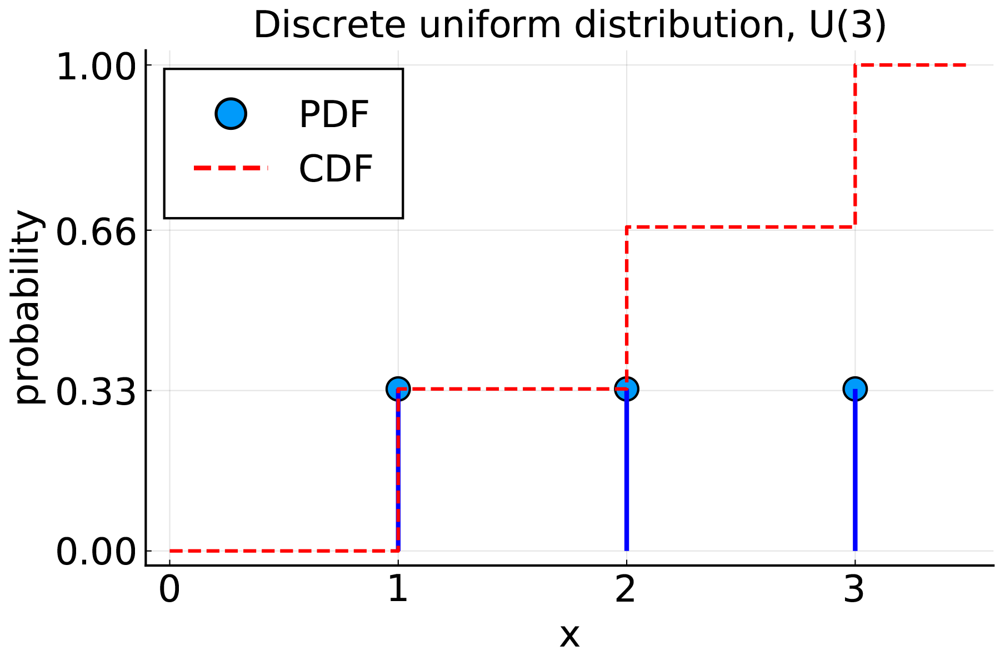 Discrete uniform distribution, U(3)
1.00
PDF
CDF
0.66
probability
0.33
0.00
0 1 2 3
x